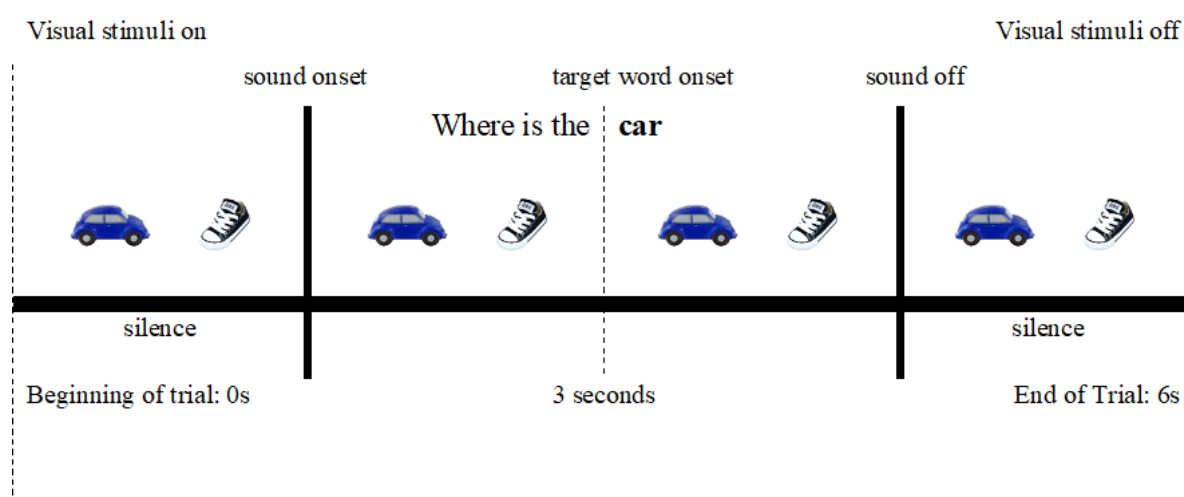 Visual stimuli on
Visual stimuli off
sound onset
target word onset
sound off
Where is the car
silence
silence
Beginning of trial: 0s
3 seconds
End of Trial: 6s